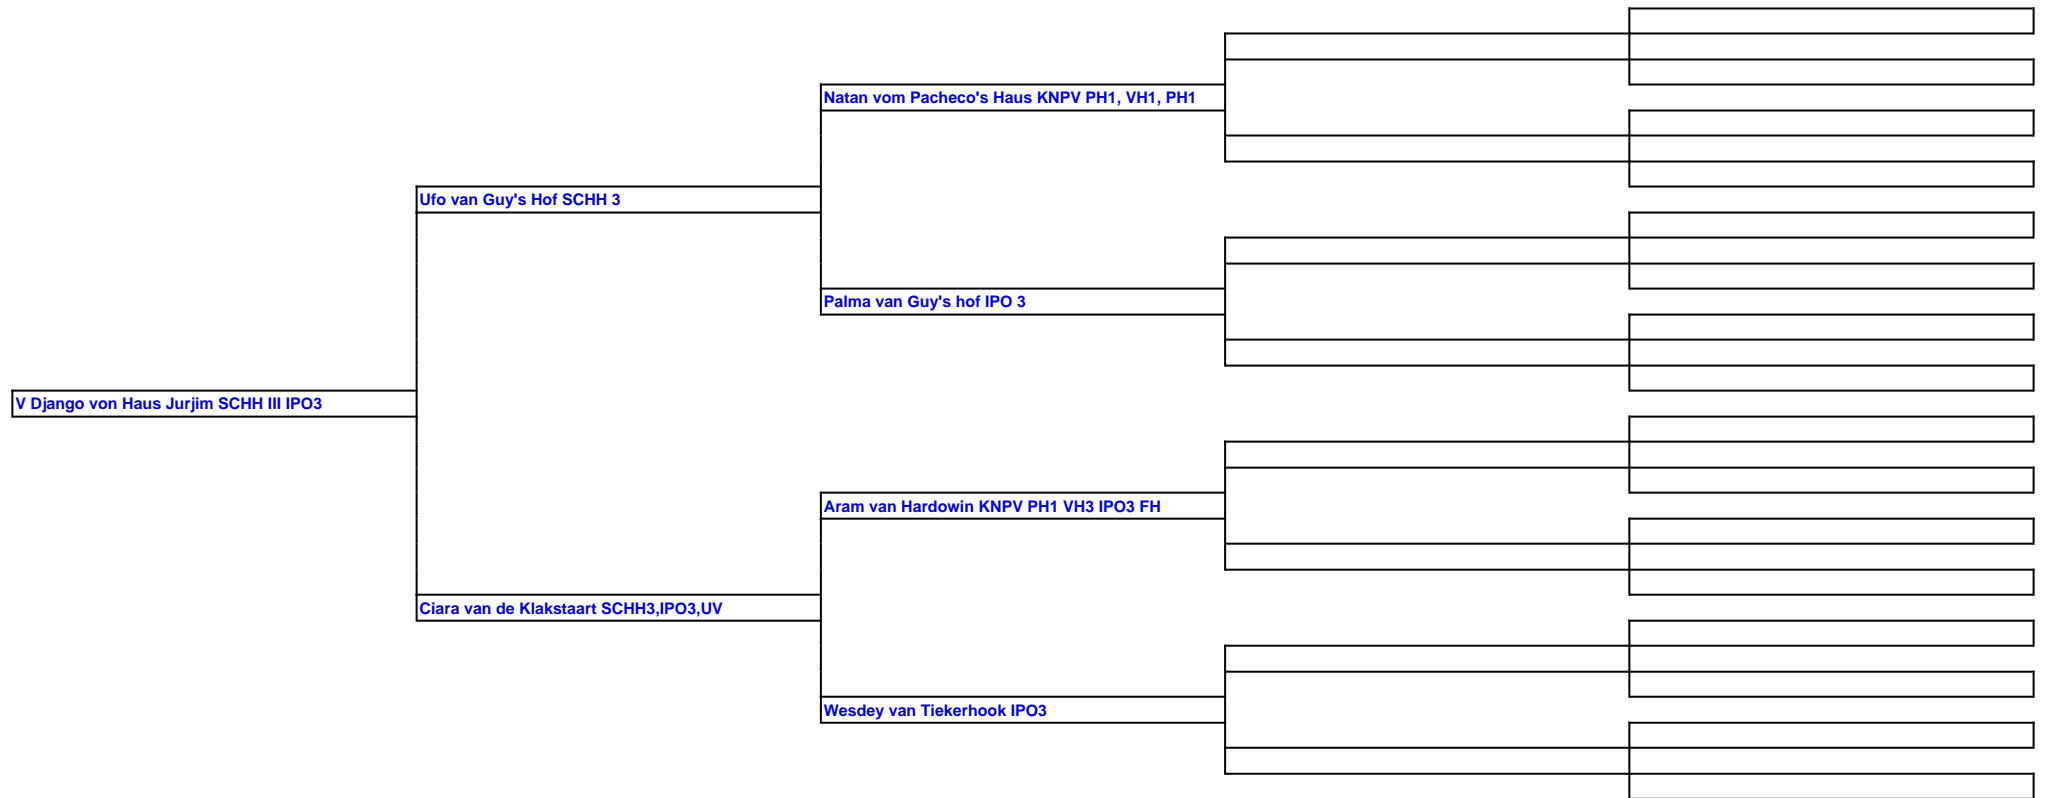 Natan vom Pacheco's Haus KNPV PH1, VH1, PH1
Ufo van Guy's Hof SCHH 3
Palma van Guy's hof IPO 3
V Django von Haus Jurjim SCHH III IPO3
Aram van Hardowin KNPV PH1 VH3 IPO3 FH
Ciara van de Klakstaart SCHH3,IPO3,UV
Wesdey van Tiekerhook IPO3